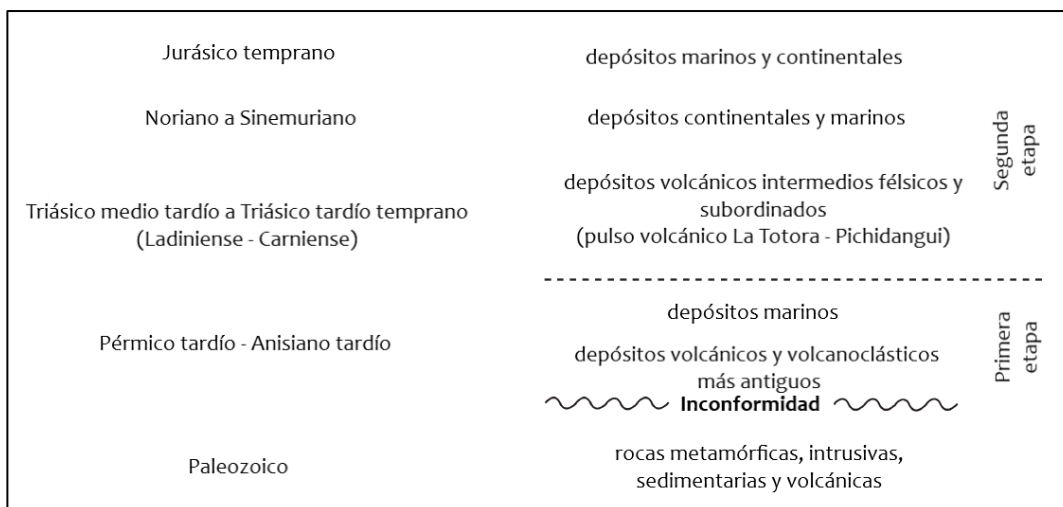 Jurásico temprano
depósitos marinos y continentales
Noriano a Sinemuriano
depósitos continentales y marinos
Segunda
etapa
Triásico medio tardío a Triásico tardío temprano
(Ladiniense - Carniense)
depósitos volcánicos intermedios félsicos y
subordinados
(pulso volcánico La Totora - Pichidangui)
Pérmico tardío - Anisiano tardío
depósitos marinos
depósitos volcánicos y volcanoclásticos
más antiguos
Primera
etapa
Inconformidad
Paleozoico
rocas metamórficas, intrusivas,
sedimentarias y volcánicas